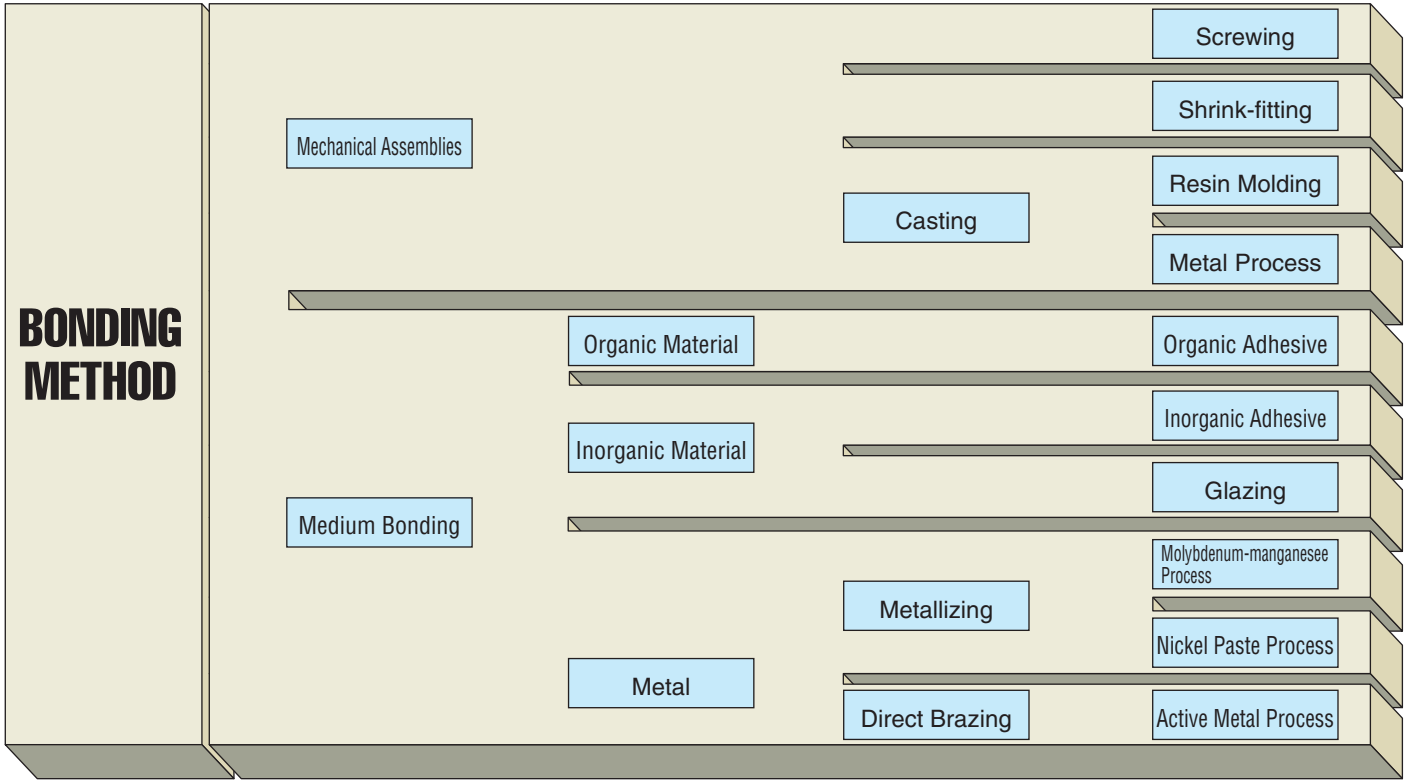 BONDING
METHOD
Mechanical Assemblies
Screwing
Shrink-fitting
Casting
Resin Molding
Metal Process
Medium Bonding
Organic Material
Organic Adhesive
Inorganic Material
Inorganic Adhesive
Glazing
Metal
Metallizing
Molybdenum-manganesee
Process
Nickel Paste Process
Direct Brazing
Active Metal Process